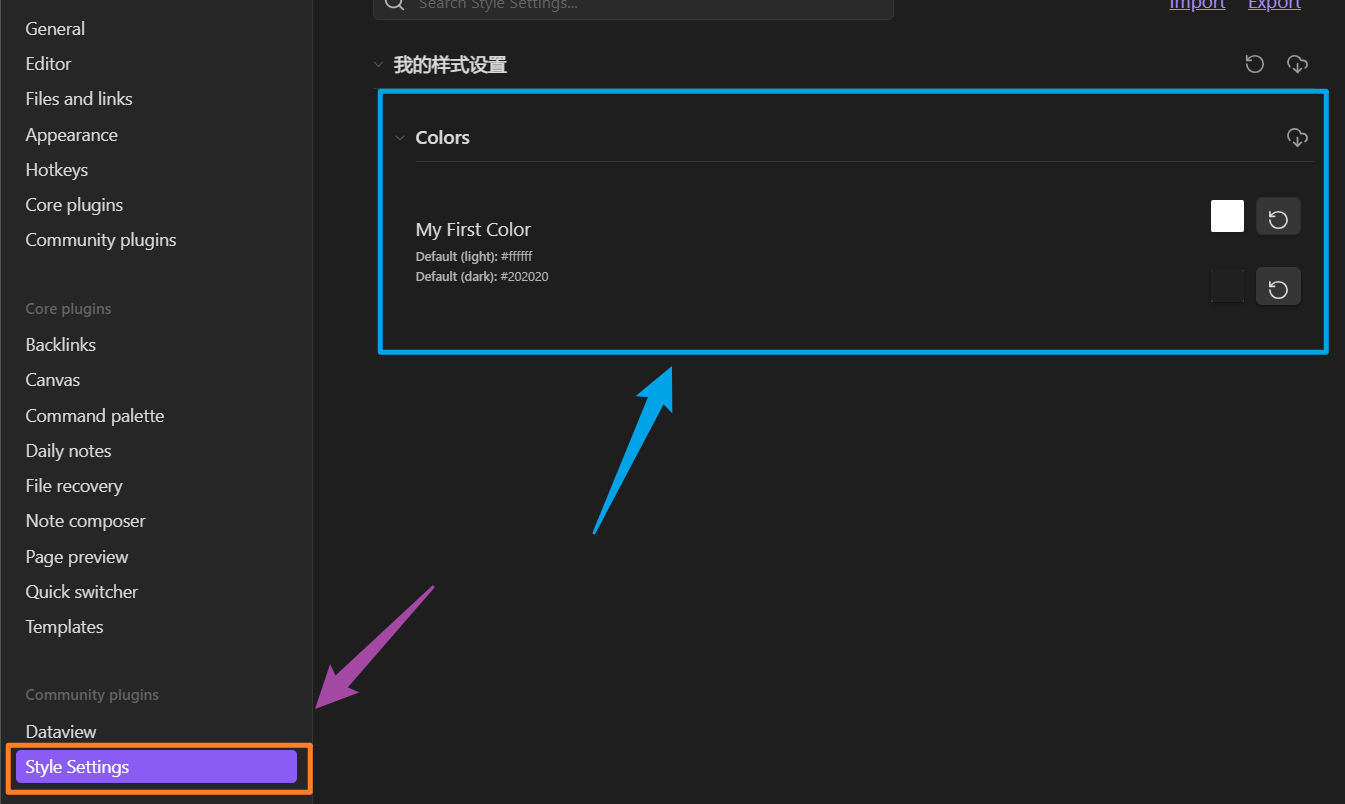 General
Editor
Files and links
Appearance
Hotkeys
Core plugins
Community plugins
Core plugins
Backlinks
Canvas
Command palette
Daily notes
File recovery
Note composer
Page preview
Quick switcher
Templates
Community plugins
Dataview
Style Settings
Search Style Settings...
Import Export
我的样式设置
Colors
My First Color
Default (light): #ffffff
Default (dark): #202020